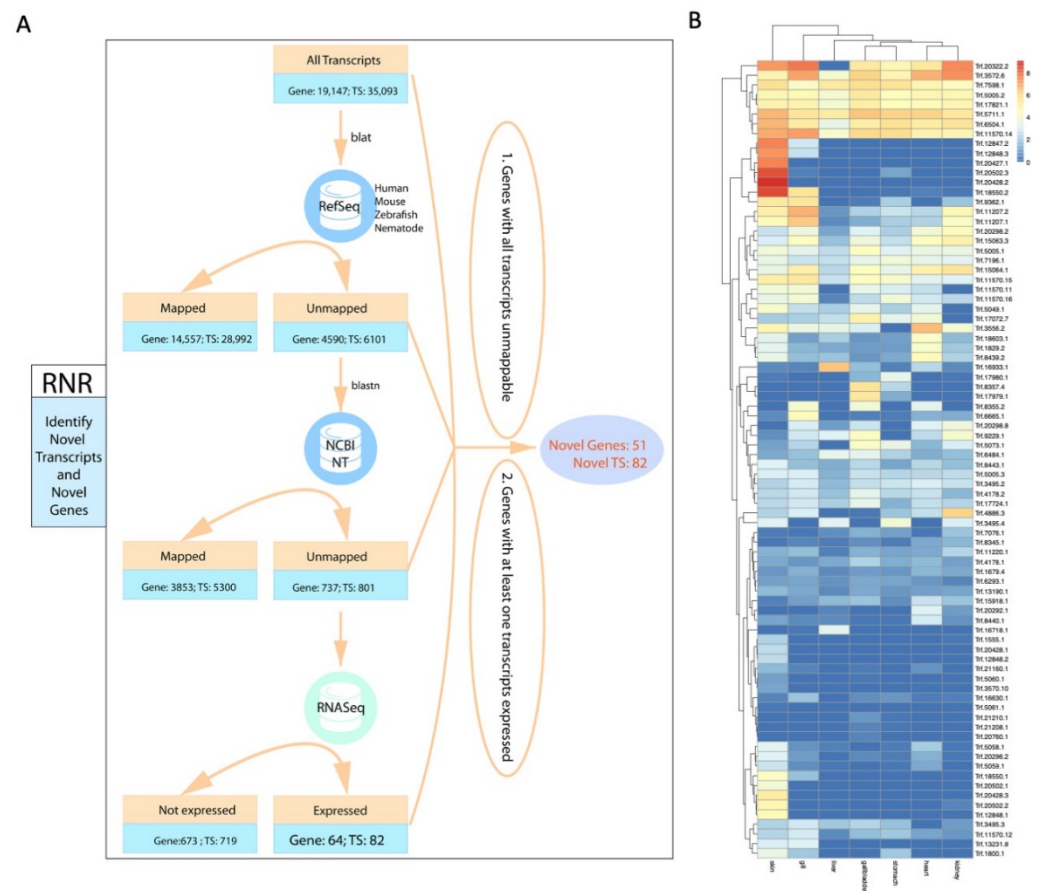 A
All Transcripts
Gene: 19,147; TS: 35,093
blat
RefSeq
Human
Mouse
Zebrafish
Nematode
Mapped
Gene: 14,557; TS: 28,992
Unmapped
Gene: 4590; TS: 6101
blastn
NCBI
NT
Mapped
Gene: 3853; TS: 5300
Unmapped
Gene: 737; TS: 801
RNASeq
Not expressed
Gene:673 ; TS: 719
Expressed
Gene: 64; TS: 82
RNR
Identify
Novel
Transcripts
and
Novel
Genes
1. Genes with all transcripts unmappable
2. Genes with at least one transcripts expressed
Novel Genes: 51
Novel TS: 82
B
Trf.20322.2
Trf.3572.6
Trf.7598.1
Trf.5005.2
Trf.17821.1
Trf.5711.1
Trf.6504.1
Trf.11570.14
Trf.12847.2
Trf.12848.3
Trf.20427.1
Trf.20502.3
Trf.20428.2
Trf.18550.2
Trf.9362.1
Trf.11207.2
Trf.11207.1
Trf.20298.2
Trf.15063.3
Trf.5005.1
Trf.7196.1
Trf.15064.1
Trf.11570.15
Trf.11570.11
Trf.11570.16
Trf.5049.1
Trf.17072.7
Trf.3556.2
Trf.18603.1
Trf.1829.2
Trf.8439.2
Trf.16933.1
Trf.17980.1
Trf.8357.4
Trf.17979.1
Trf.8355.2
Trf.6665.1
Trf.20298.8
Trf.9229.1
Trf.5073.1
Trf.6484.1
Trf.8443.1
Trf.5005.3
Trf.3495.2
Trf.4178.2
Trf.17724.1
Trf.4886.3
Trf.3495.4
Trf.7076.1
Trf.8345.1
Trf.11220.1
Trf.4178.1
Trf.1679.4
Trf.6293.1
Trf.13190.1
Trf.15918.1
Trf.20292.1
Trf.8440.1
Trf.16718.1
Trf.1555.1
Trf.20428.1
Trf.12848.2
Trf.21160.1
Trf.5060.1
Trf.3570.10
Trf.16630.1
Trf.5061.1
Trf.21210.1
Trf.21208.1
Trf.20760.1
Trf.5058.1
Trf.20296.2
Trf.5059.1
Trf.18550.1
Trf.20502.1
Trf.20428.3
Trf.20502.2
Trf.12848.1
Trf.3495.3
Trf.11570.12
Trf.13231.8
Trf.1800.1
8
6
4
2
0
skin
gill
liver
gallbladder
stomach
heart
kidney